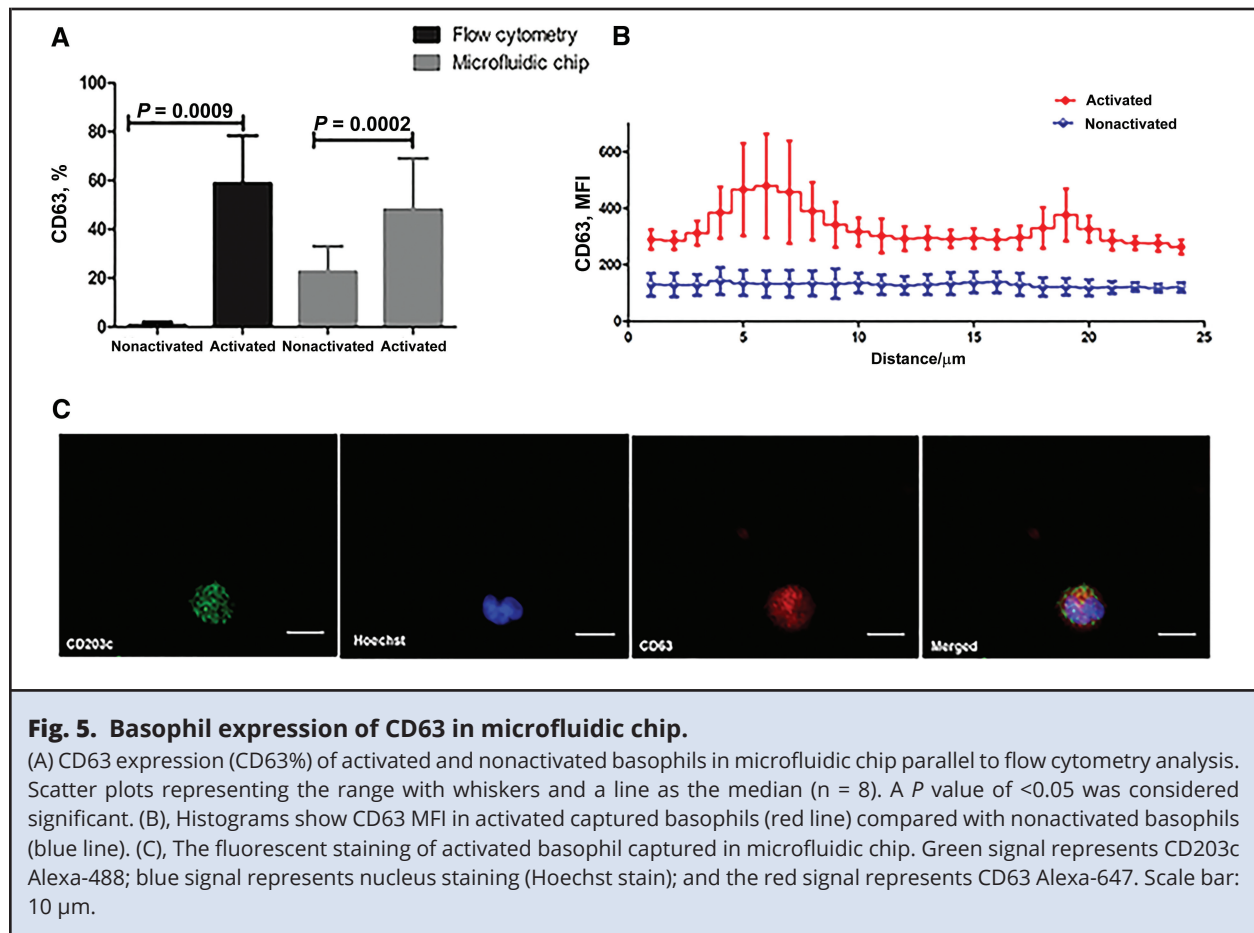 A
Flow cytometry
Microfluidic chip
P = 0.0009
P = 0.0002
CD63, %
100
80
60
40
20
0
Nonactivated Activated Nonactivated Activated
B
Activated
Nonactivated
CD63, MFI
600
400
200
0
0 5 10 15 20 25
Distance/μm
C
CD203c
Hoechst
CD63
Merged
Fig. 5. Basophil expression of CD63 in microfluidic chip.
(A) CD63 expression (CD63%) of activated and nonactivated basophils in microfluidic chip parallel to flow cytometry analysis.
Scatter plots representing the range with whiskers and a line as the median (n = 8). A P value of <0.05 was considered
significant. (B), Histograms show CD63 MFI in activated captured basophils (red line) compared with nonactivated basophils
(blue line). (C), The fluorescent staining of activated basophil captured in microfluidic chip. Green signal represents CD203c
Alexa-488; blue signal represents nucleus staining (Hoechst stain); and the red signal represents CD63 Alexa-647. Scale bar:
10 μm.